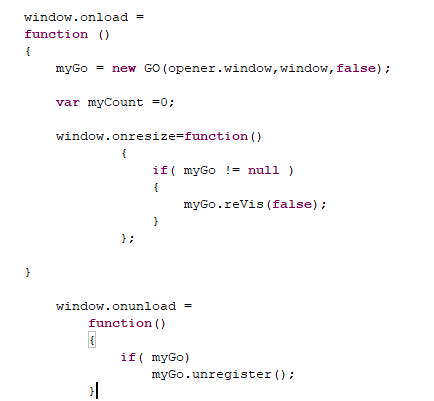 window.onload =
function ()
{
myGo = new GO(opener.window,window,false);
var myCount =0;
window.onresize=function()
{
if( myGo != null )
{
myGo.reVis(false);
}
};
}
window.onunload =
function()
{
if( myGo)
myGo.unregister();
}